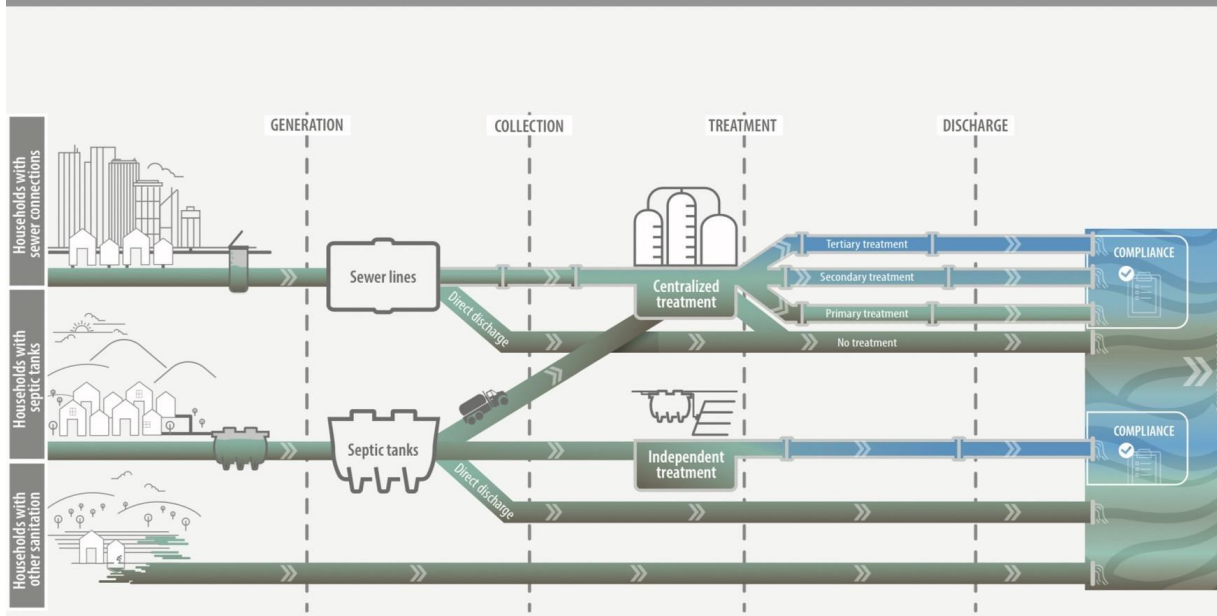 GENERATION
COLLECTION
TREATMENT
DISCHARGE
Households with
sewer connections
Sewer lines
Direct discharge
Centralized
treatment
Tertiary treatment
Secondary treatment
Primary treatment
No treatment
COMPLIANCE
Households with
septic tanks
Septic tanks
Direct discharge
Independent
treatment
COMPLIANCE
Households with
other sanitation